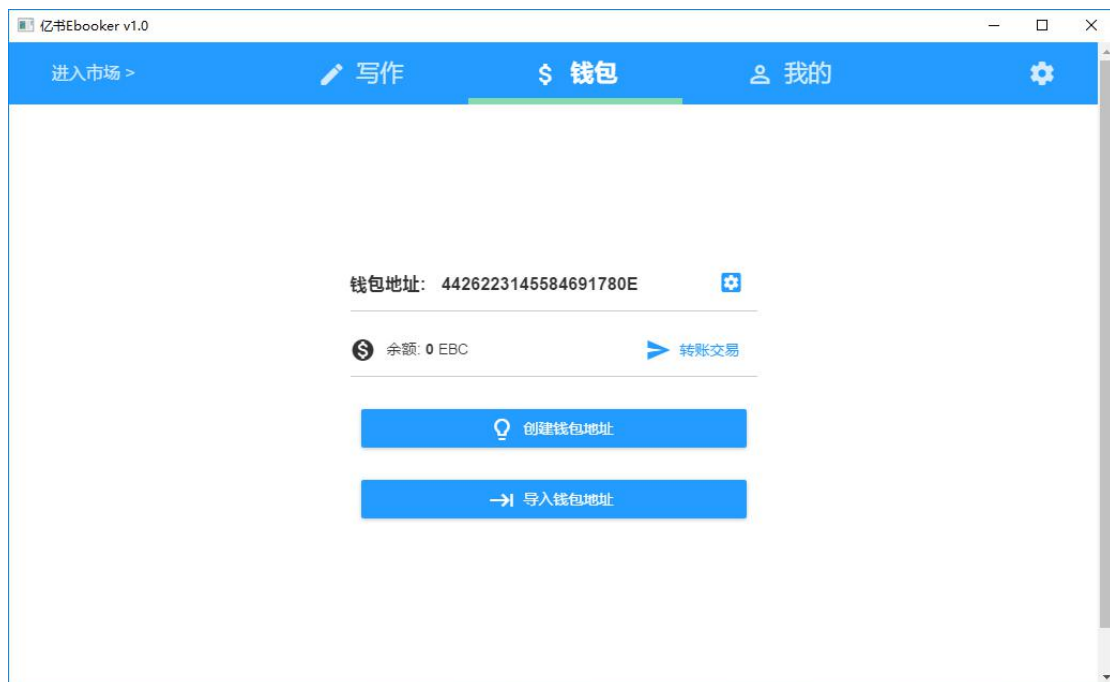 亿书Ebooker v1.0
进入市场 > 写作 $ 钱包 我的
钱包地址: 4426223145584691780E
余额: 0 EBC 转账交易
创建钱包地址
导入钱包地址